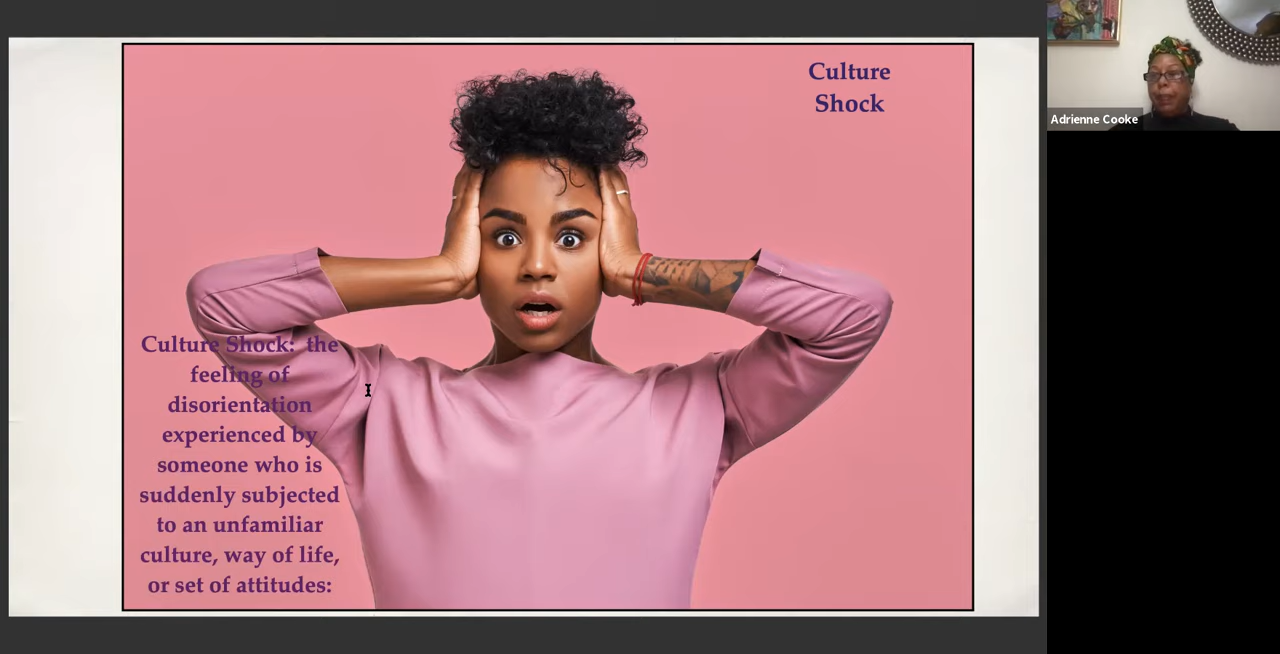 Culture
Shock
Culture Shock: the
feeling of
disorientation
experienced by
someone who is
suddenly subjected
to an unfamiliar
culture, way of life,
or set of attitudes:
Adrienne Cooke